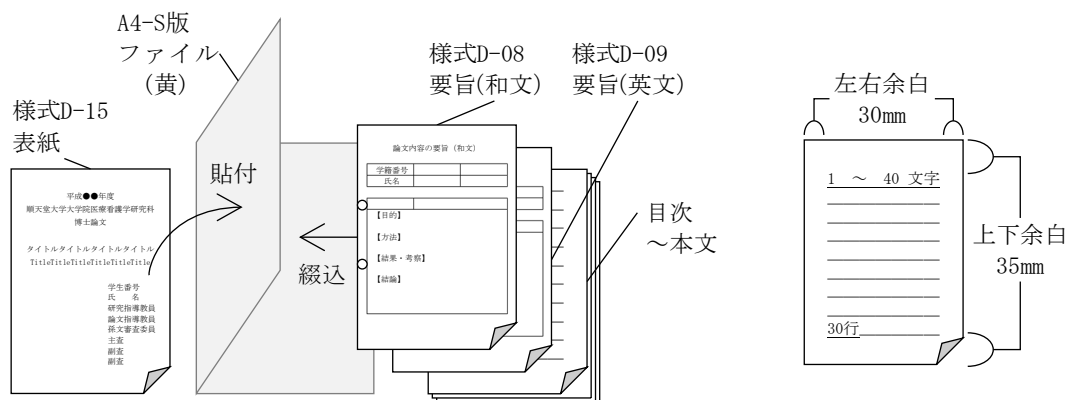 A4-S版
ファイル
(黄)
様式D-15
表紙
平成●●年度
順天堂大学大学院医療看護学研究科
博士論文
タイトルタイトルタイトルタイトル
TitleTitleTitleTitleTitleTitle
学生番号
氏　　名
研究指導教員
論文指導教員
孫文審査委員
主査
副査
副査
貼付
綴込
様式D-08
要旨(和文)
論文内容の要旨（和文）
学籍番号
氏名
【目的】
【方法】
【結果・考察】
【結論】
様式D-09
要旨(英文)
目次
～本文
左右余白
30mm
1　～　40 文字
30行
上下余白
35mm